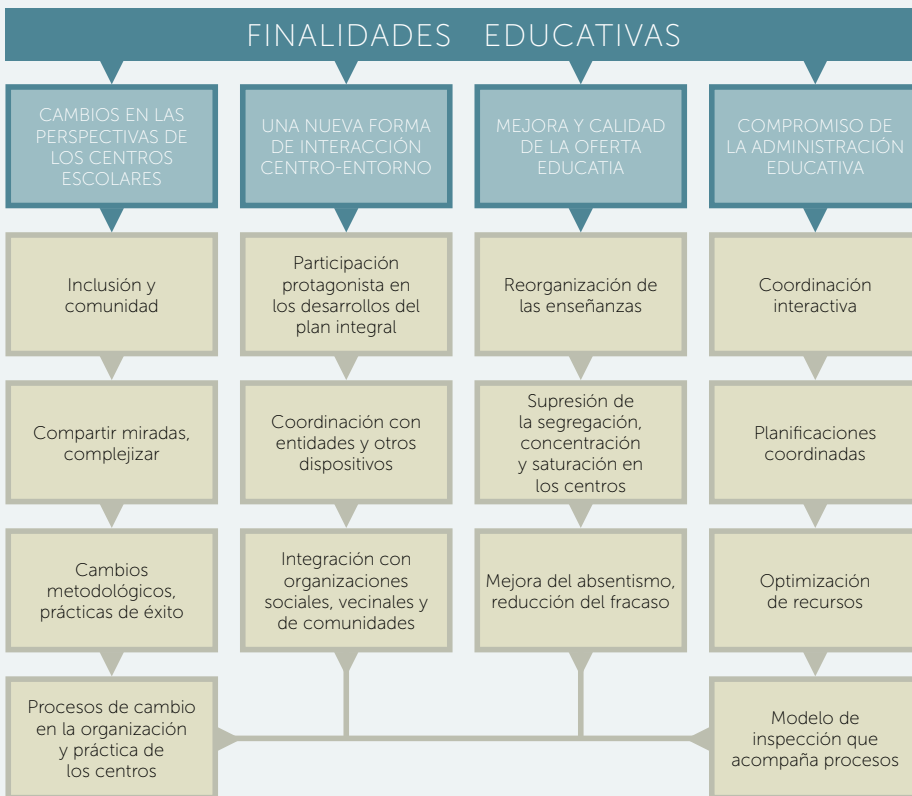 FINALIDADES EDUCATIVAS
CAMBIOS EN LAS
PERSPECTIVAS DE
LOS CENTROS
ESCOLARES
UNA NUEVA FORMA
DE INTERACCIÓN
CENTRO-ENTORNO
MEJORA Y CALIDAD
DE LA OFERTA
EDUCATIA
COMPROMISO DE
LA ADMINISTRACIÓN
EDUCATIVA
Inclusión y
comunidad
Participación
protagonista en
los desarrollos del
plan integral
Reorganización de
las enseñanzas
Coordinación
interactiva
Compartir miradas,
complejizar
Coordinación con
entidades y otros
dispositivos
Supresión de
la segregación,
concentración
y saturación en
los centros
Planificaciones
coordinadas
Cambios
metodológicos,
prácticas de éxito
Integración con
organizaciones
sociales, vecinales y
de comunidades
Mejora del absentismo,
reducción del fracaso
Optimización
de recursos
Procesos de cambio
en la organización
y práctica de
los centros
Modelo de
inspección que
acompaña procesos